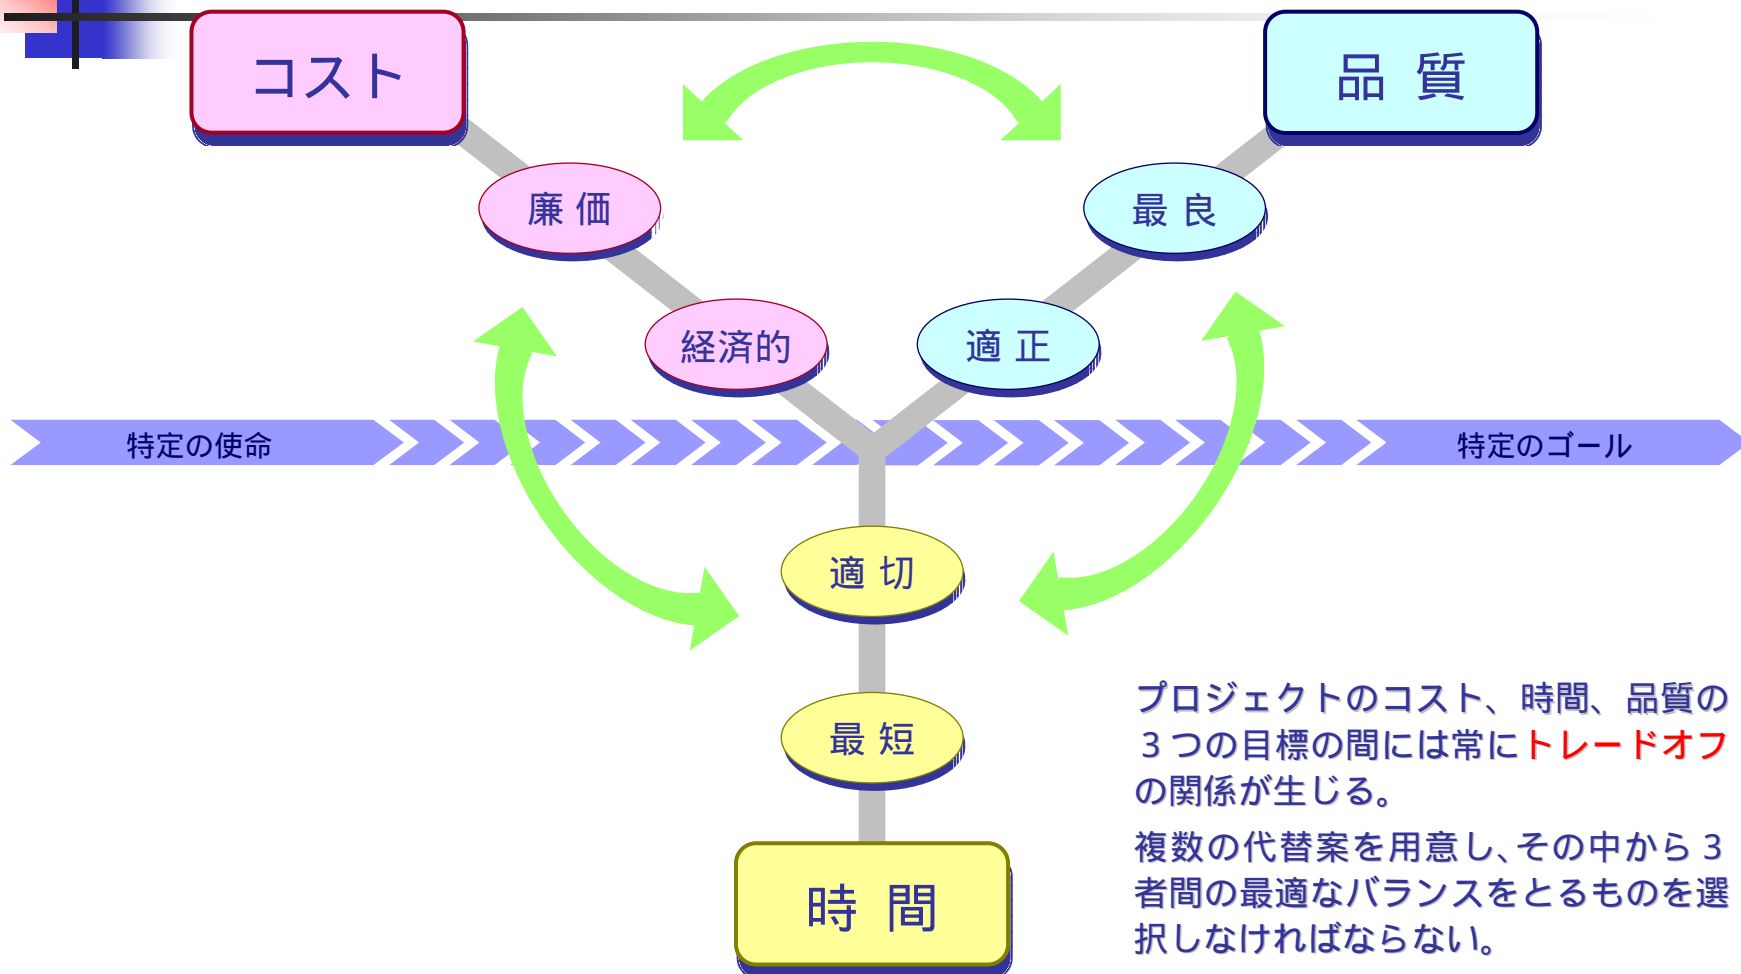 コスト
品 質
廉 価
最 良
経済的
適 正
特定の使命
特定のゴール
適 切
最 短
時 間
プロジェクトのコスト、時間、品質の
３つの目標の間には常にトレードオフ
の関係が生じる。
複数の代替案を用意し、その中から３
者間の最適なバランスをとるものを選
択しなければならない。